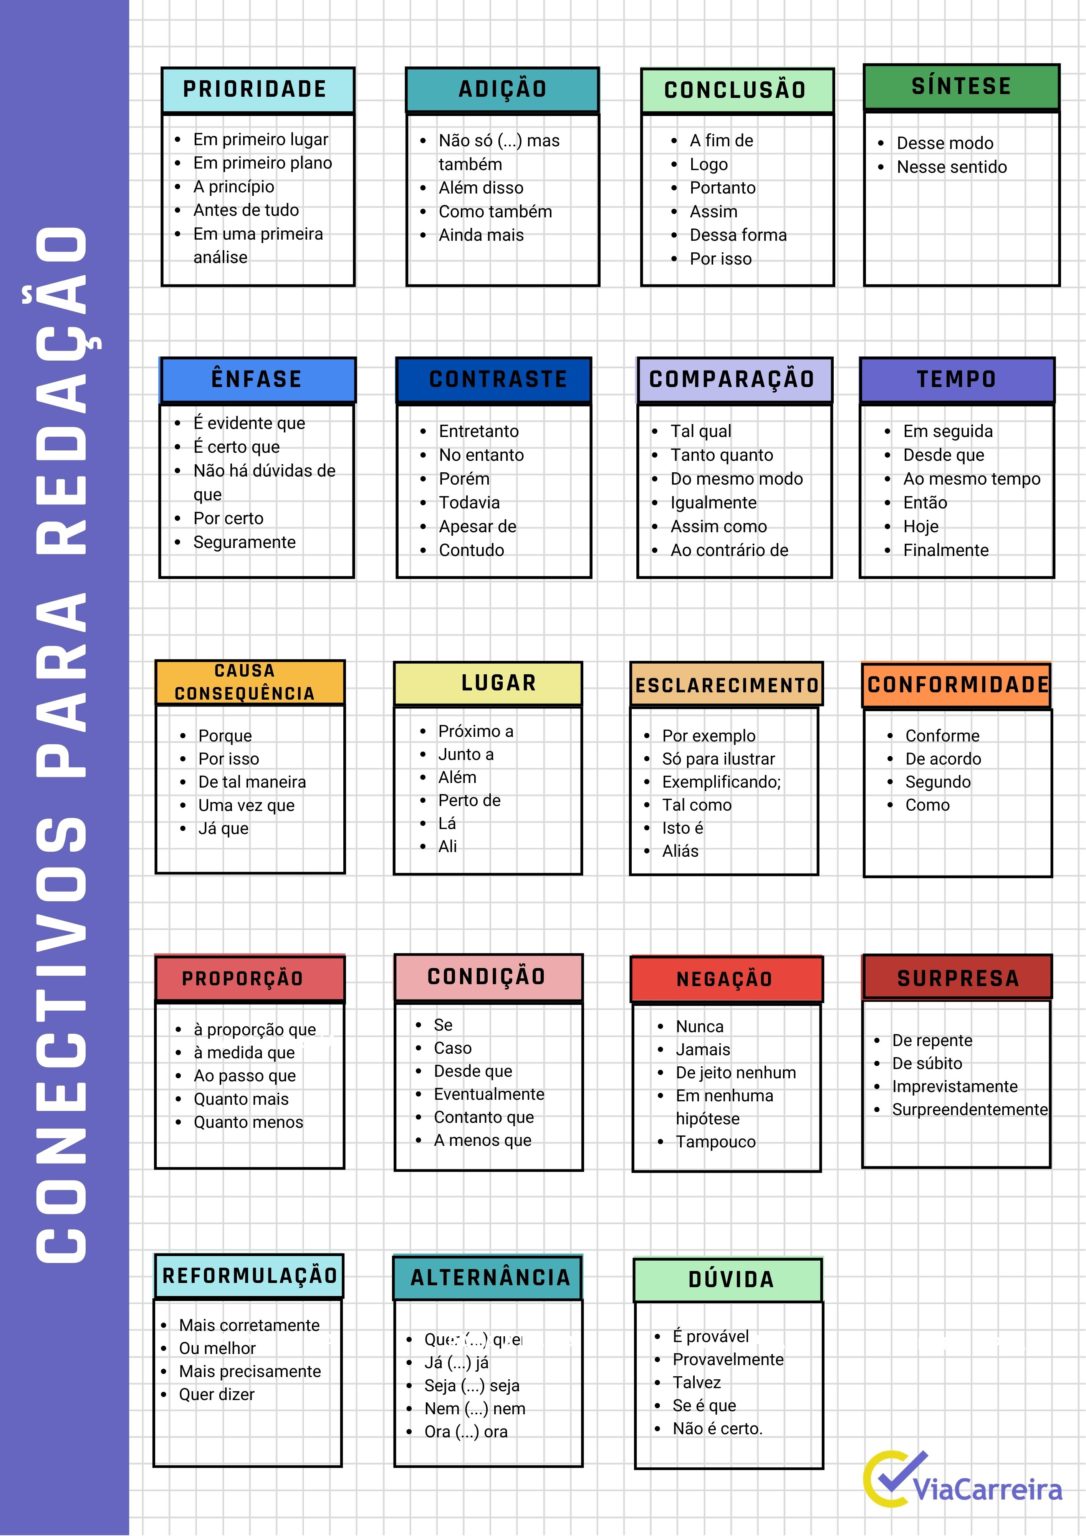 CONECTIVOS PARA REDAÇÃO
PRIORIDADE
• Em primeiro lugar
• Em primeiro plano
• A princípio
• Antes de tudo
• Em uma primeira
análise
ADIÇÃO
• Não só (...) mas
também
• Além disso
• Como também
• Ainda mais
CONCLUSÃO
• A fim de
• Logo
• Portanto
• Assim
• Dessa forma
• Por isso
SÍNTESE
• Desse modo
• Nesse sentido
ÊNFASE
• É evidente que
• É certo que
• Não há dúvidas de
que
• Por certo
• Seguramente
CONTRASTE
• Entretanto
• No entanto
• Porém
• Todavia
• Apesar de
• Contudo
COMPARAÇÃO
• Tal qual
• Tanto quanto
• Do mesmo modo
• Igualmente
• Assim como
• Ao contrário de
TEMPO
• Em seguida
• Desde que
• Ao mesmo tempo
• Então
• Hoje
• Finalmente
CAUSA
CONSEQUÊNCIA
• Porque
• Por isso
• De tal maneira
• Uma vez que
• Já que
LUGAR
• Próximo a
• Junto a
• Além
• Perto de
• Lá
• Ali
ESCLARECIMENTO
• Por exemplo
• Só para ilustrar
• Exemplificando;
• Tal como
• Isto é
• Aliás
CONFORMIDADE
• Conforme
• De acordo
• Segundo
• Como
PROPORÇÃO
• à proporção que
• à medida que
• Ao passo que
• Quanto mais
• Quanto menos
CONDIÇÃO
• Se
• Caso
• Desde que
• Eventualmente
• Contanto que
• A menos que
NEGAÇÃO
• Nunca
• Jamais
• De jeito nenhum
• Em nenhuma
hipótese
• Tampouco
SURPRESA
• De repente
• De súbito
• Imprevistamente
• Surpreendentemente
REFORMULAÇÃO
• Mais corretamente
• Ou melhor
• Mais precisamente
• Quer dizer
ALTERNÂNCIA
• Quer (...) quer
• Já (...) já
• Seja (...) seja
• Nem (...) nem
• Ora (...) ora
DÚVIDA
• É provável
• Provavelmente
• Talvez
• Se é que
• Não é certo.
ViaCarreira